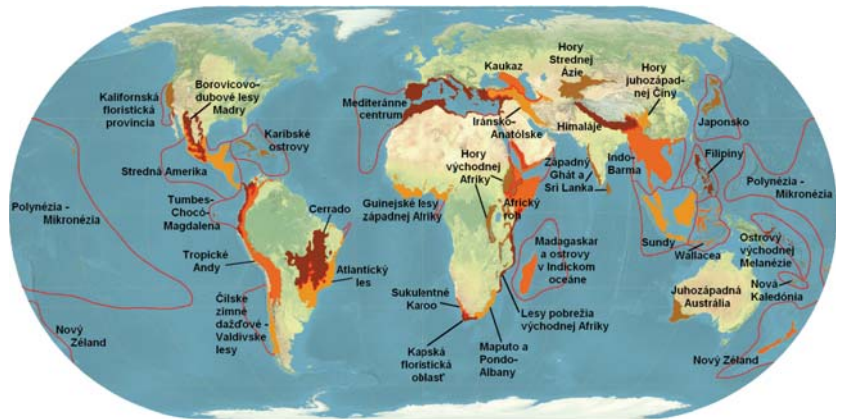 Kalifornská
floristická
provincia
Borovicovo-
dubové lesy
Madry
Karibské
ostrovy
Stredná Amerika
Polynézia -
Mikronézia
Tumbes-
Chocó-
Magdalena
Cerrado
Tropické
Andy
Atlantický
les
Čilske
zimné
dažďové -
Valdivske
lesy
Nový
Zéland
Mediteránne
centrum
Kaukaz
Hory
Strednej
Ázie
Hory
juhozápad-
nej Číny
Iránsko-
Anatólske
Himaláje
Japonsko
Hory
východnej
Afriky
Západný
Ghát a
Srí Lanka
Indo-
Barma
Filipiny
Guinejské lesy
západnej Afriky
Africký
roh
Polynézia -
Mikronézia
Sundy
Wallacea
Ostrovy
východnej
Melanézie
Madagaskar
a ostrovy
v Indickom
oceáne
Juhozápadná
Austrália
Nová
Kaledónia
Sukulentné
Karoo
Lesy pobrežia
východnej Afriky
Kapská
floristická
oblasť
Maputo a
Pondo-
Albany
Nový Zéland